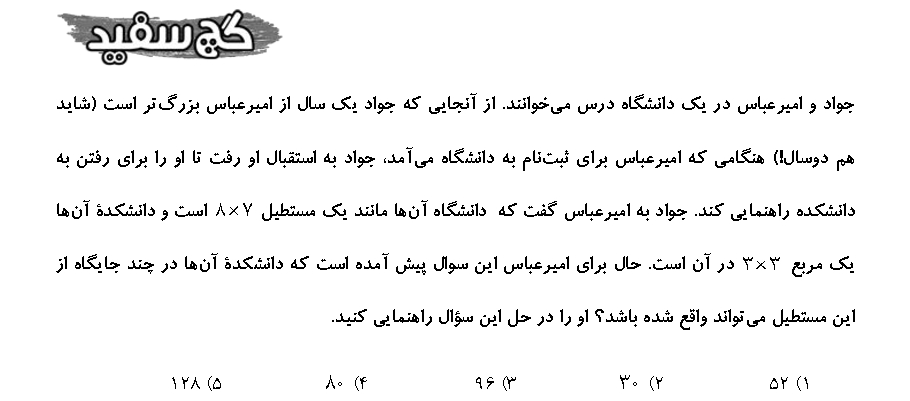 گچ سفید
جواد و امیرعباس در یک دانشگاه درس می‌خوانند. از آنجایی که جواد یک سال از امیرعباس بزرگ‌تر است (شاید
هم دوسال!) هنگامی که امیرعباس برای ثبت‌نام به دانشگاه می‌آمد، جواد به استقبال او رفت تا او را برای رفتن به
دانشکده راهنمایی کند. جواد به امیرعباس گفت که دانشگاه آن‌ها مانند یک مستطیل ۸×۷ است و دانشکدهٔ آن‌ها
یک مربع ۳×۳ در آن است. حال برای امیرعباس این سوال پیش آمده است که دانشکدهٔ آن‌ها در چند جایگاه از
این مستطیل می‌تواند واقع شده باشد؟ او را در حل این سؤال راهنمایی کنید.
۱) ۵۲ ۲) ۳۰ ۳) ۹۶ ۴) ۸۰ ۵) ۱۲۸